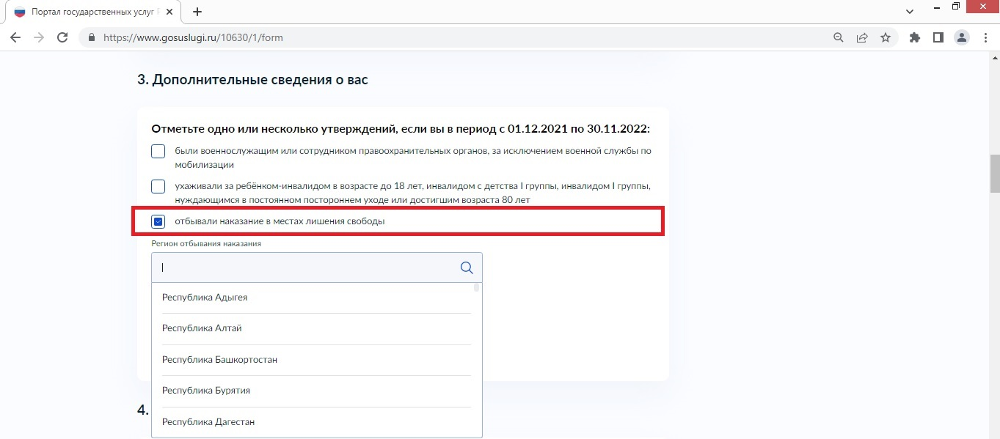 Портал государственных услуг
https://www.gosuslugi.ru/10630/1/form
3. Дополнительные сведения о вас
Отметьте одно или несколько утверждений, если вы в период с 01.12.2021 по 30.11.2022:
были военнослужащим или сотрудником правоохранительных органов, за исключением военной службы по
мобилизации
ухаживали за ребёнком-инвалидом в возрасте до 18 лет, инвалидом с детства I группы, инвалидом I группы,
нуждающимся в постоянном постороннем уходе или достигшим возраста 80 лет
отбывали наказание в местах лишения свободы
Регион отбывания наказания
Республика Адыгея
Республика Алтай
Республика Башкортостан
Республика Бурятия
4.
Республика Дагестан